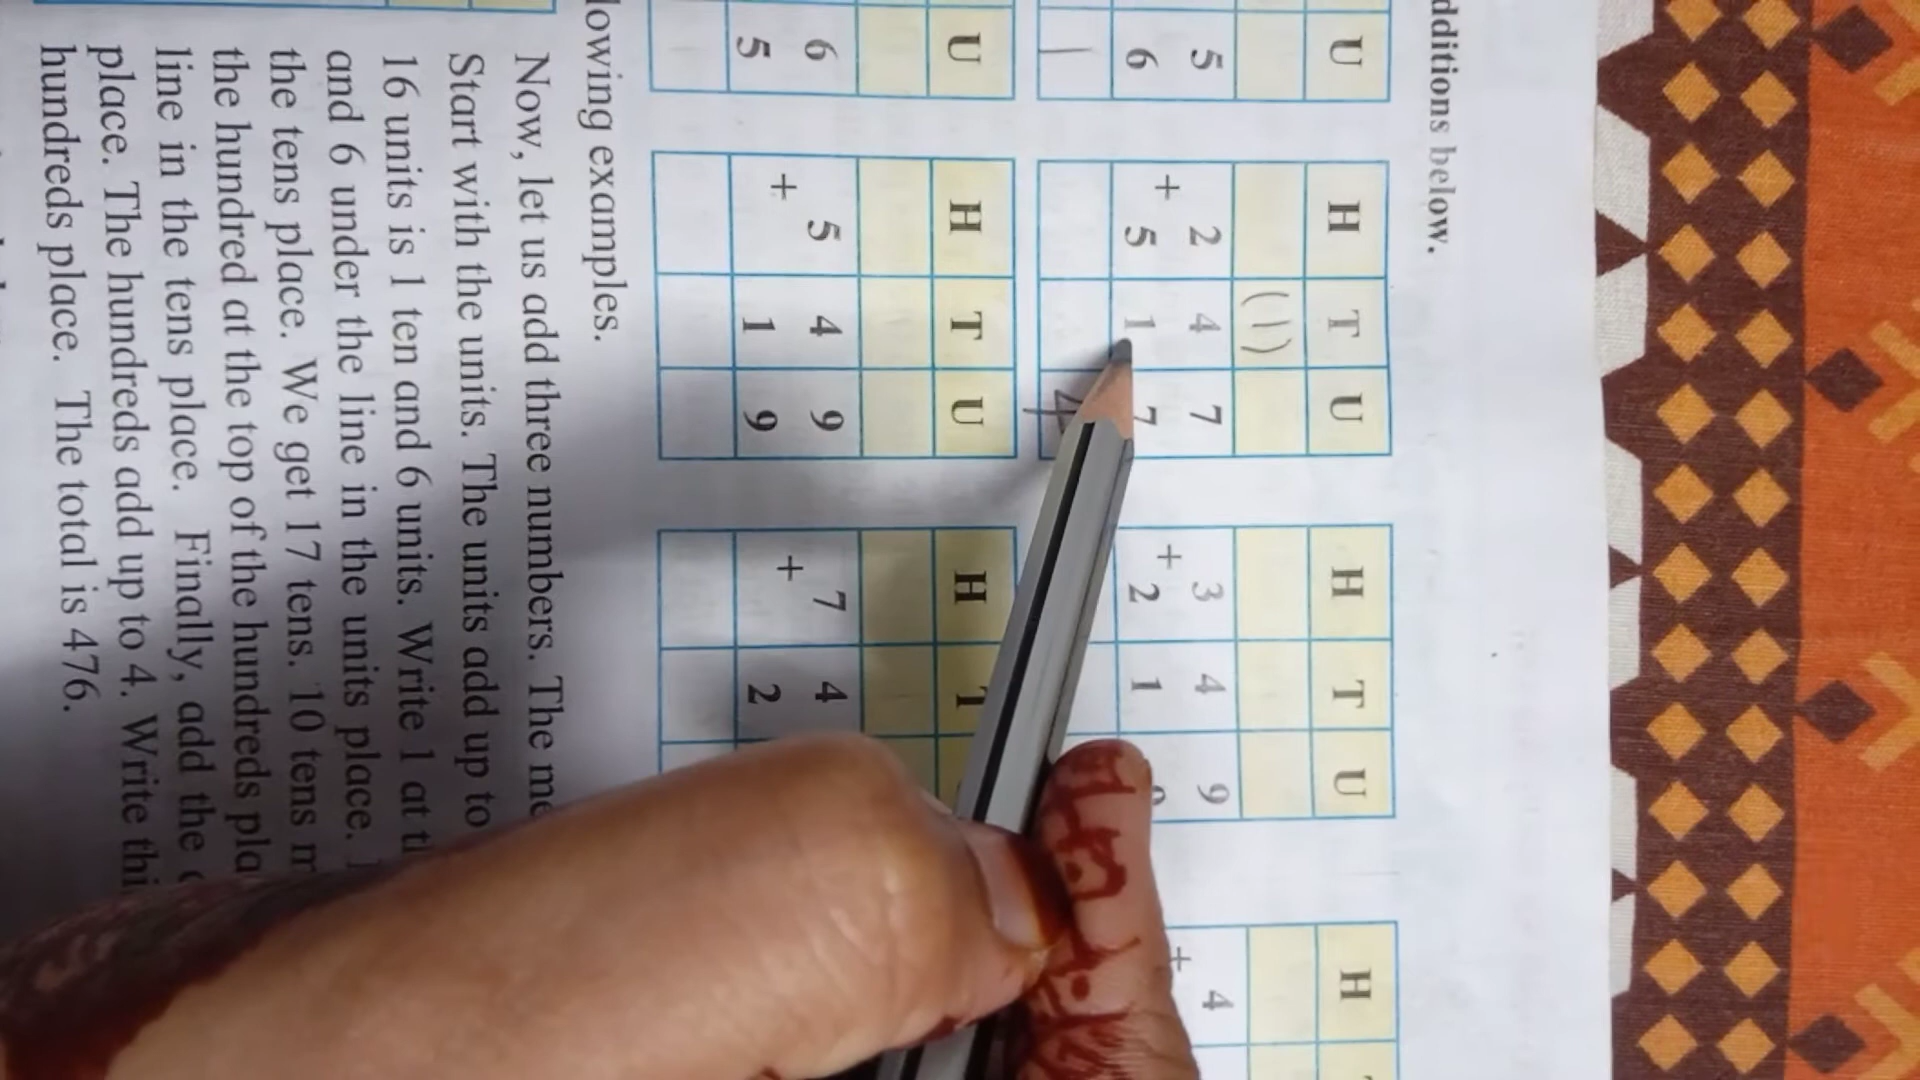 dditions below.
U
5
6
1
H T U
(1)
2 4 7
+ 5 1 7
4
H T U
3 4 9
+ 2 1
H
4
+
U
6
5
H T U
5 4 9
+ 1 9
H T
7 4
+ 2
lowing examples.
Now, let us add three numbers. The
Start with the units. The units add up to
16 units is 1 ten and 6 units. Write 1 at
and 6 under the line in the units place.
the tens place. We get 17 tens. 10 tens
the hundred at the top of the hundreds
line in the tens place. Finally, add the
place. The hundreds add up to 4. Write
hundreds place. The total is 476.